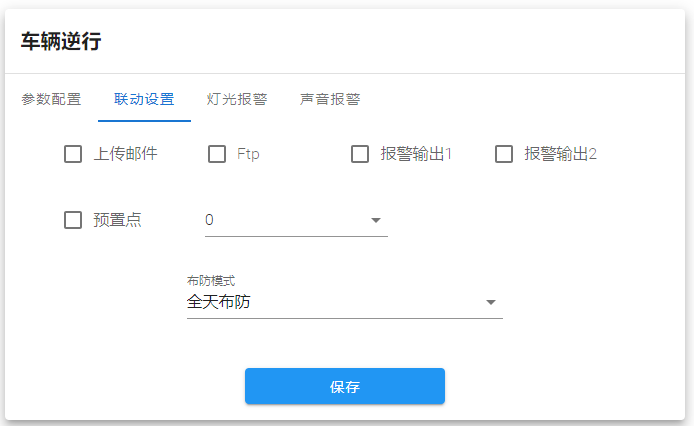 车辆逆行
参数配置 联动设置 灯光报警 声音报警
上传邮件 Ftp 报警输出1 报警输出2
预置点 0
布防模式
全天布防
保存